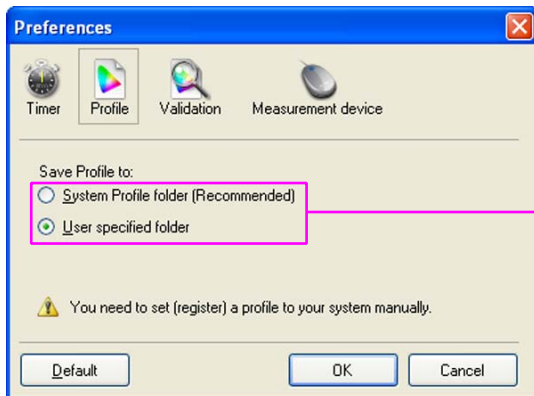 Preferences
Timer Profile Validation Measurement device
Save Profile to:
System Profile folder (Recommended)
User specified folder
You need to set (register) a profile to your system manually.
Default OK Cancel